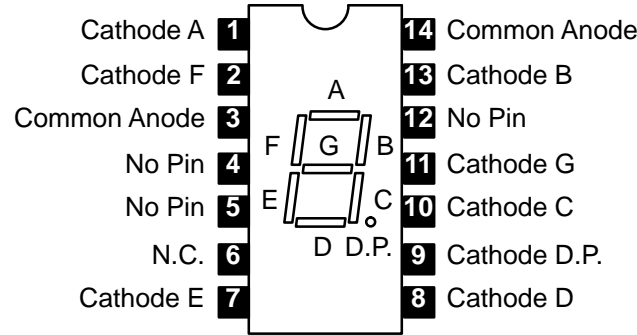 Cathode A 1 14 Common Anode
Cathode F 2 13 Cathode B
Common Anode 3 12 No Pin
No Pin 4 11 Cathode G
No Pin 5 10 Cathode C
N.C. 6 9 Cathode D.P.
Cathode E 7 8 Cathode D
A
F G B
E C
D D.P.